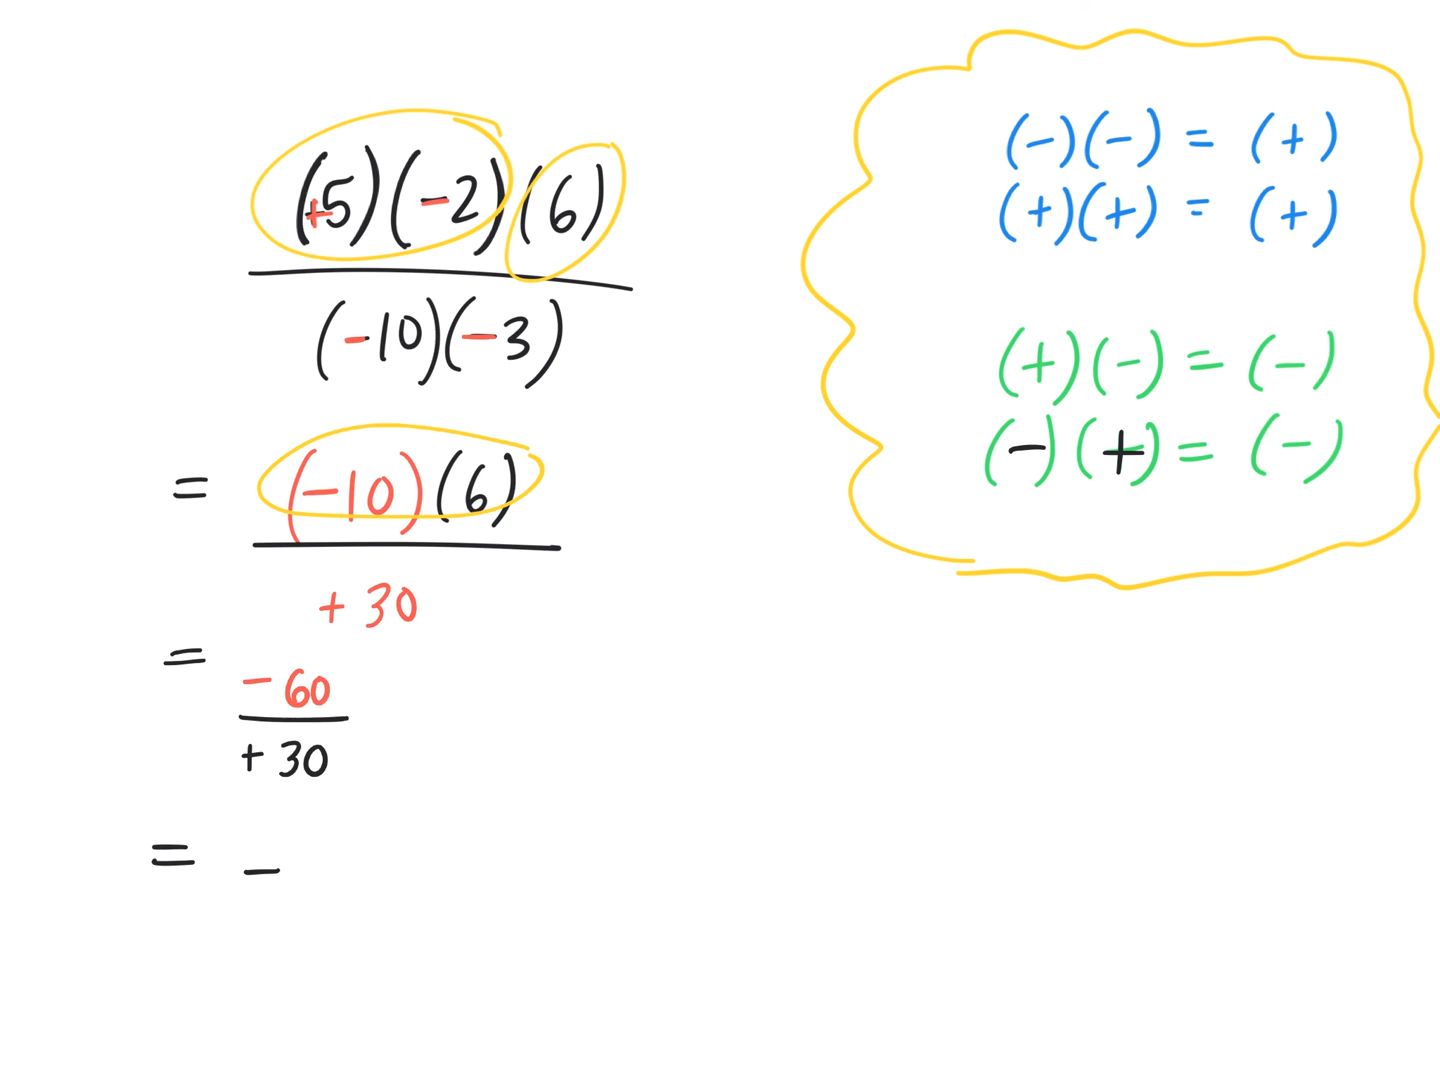 (+5)(-2)(6)
(-10)(-3)
= (-10)(6)
+ 30
= - 60
+ 30
= -
(-)(-) = (+)
(+)(+) = (+)
(+)(-) = (-)
(-)(+) = (-)